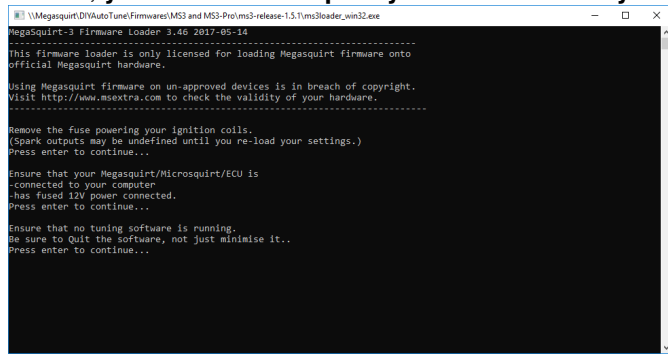 \\Megasquirt\DIYAutoTune\Firmwares\MS3 and MS3-Pro\ms3-release-1.5.1\ms3loader_win32.exe
MegaSquirt-3 Firmware Loader 3.46 2017-05-14
------------------------------------------------------------------------
This firmware loader is only licensed for loading Megasquirt firmware onto
official Megasquirt hardware.
Using Megasquirt firmware on un-approved devices is in breach of copyright.
Visit http://www.msextra.com to check the validity of your hardware.
--------------------------------------------------------------------------
Remove the fuse powering your ignition coils.
(Spark outputs may be undefined until you re-load your settings.)
Press enter to continue...
Ensure that your Megasquirt/Microsquirt/ECU is
-connected to your computer
-has fused 12V power connected.
Press enter to continue...
Ensure that no tuning software is running.
Be sure to Quit the software, not just minimise it..
Press enter to continue...